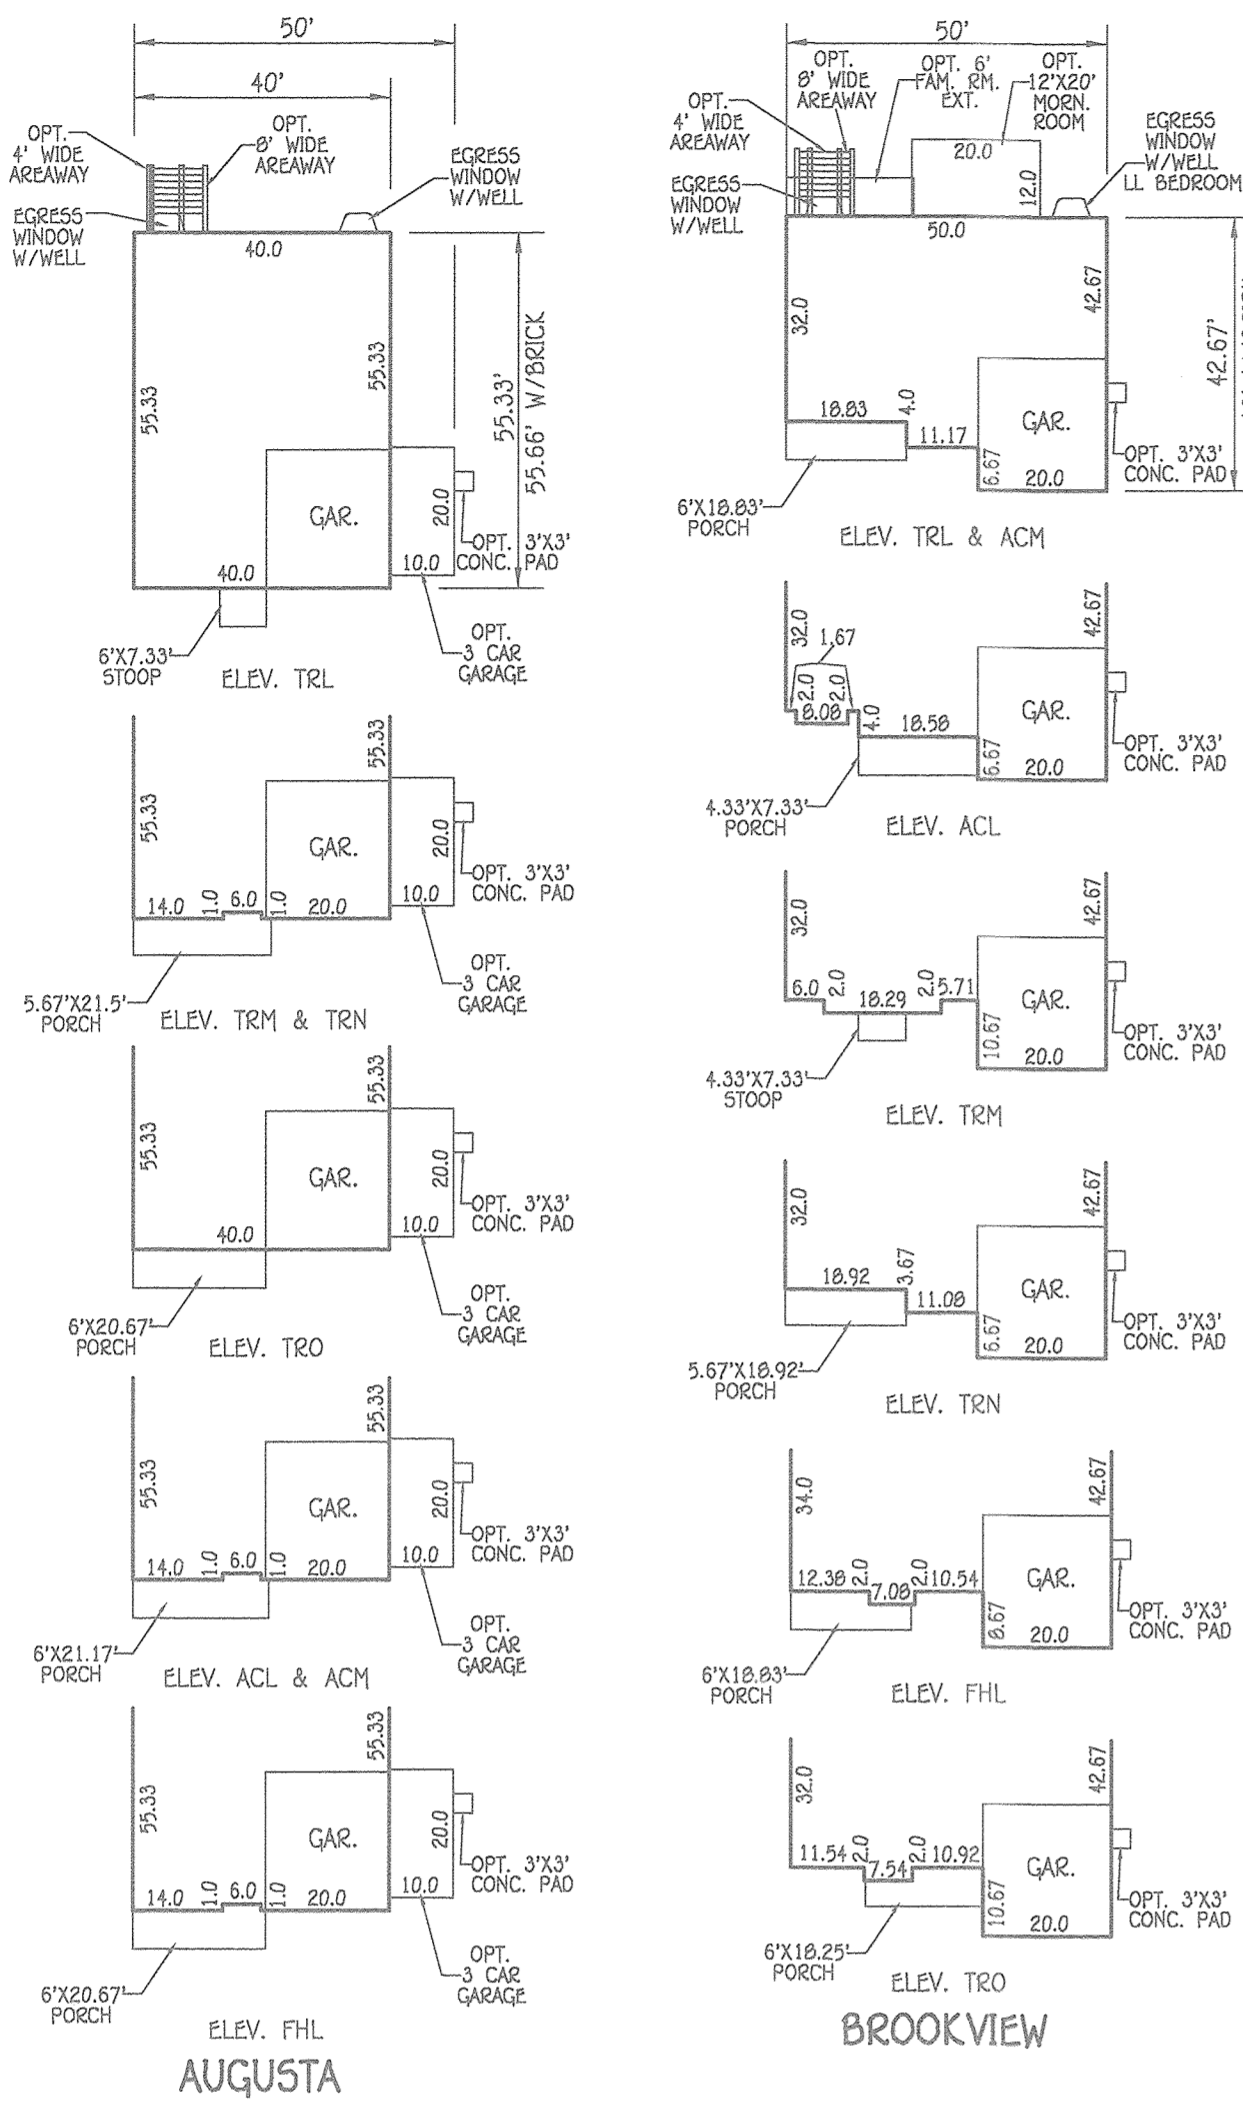 50'
40'
OPT.
4' WIDE
AREAWAY
OPT.
8' WIDE
AREAWAY
EGRESS
WINDOW
W/WELL
EGRESS
WINDOW
W/WELL
40.0
55.33
55.33
55.33'
55.66' W/BRICK
GAR.
20.0
10.0
40.0
OPT. 3'X3'
CONC. PAD
6'X7.33'
STOOP
OPT.
3 CAR
GARAGE
ELEV. TRL
55.33
55.33
GAR.
20.0
14.0
1.0
6.0
1.0
20.0
10.0
OPT. 3'X3'
CONC. PAD
OPT.
3 CAR
GARAGE
5.67'X21.5'
PORCH
ELEV. TRM & TRN
55.33
55.33
GAR.
20.0
40.0
10.0
OPT. 3'X3'
CONC. PAD
OPT.
3 CAR
GARAGE
6'X20.67'
PORCH
ELEV. TRO
55.33
55.33
GAR.
20.0
14.0
1.0
6.0
1.0
20.0
10.0
OPT. 3'X3'
CONC. PAD
OPT.
3 CAR
GARAGE
6'X21.17'
PORCH
ELEV. ACL & ACM
55.33
55.33
GAR.
20.0
14.0
1.0
6.0
1.0
20.0
10.0
OPT. 3'X3'
CONC. PAD
OPT.
3 CAR
GARAGE
6'X20.67'
PORCH
ELEV. FHL
AUGUSTA
50'
OPT.
8' WIDE
AREAWAY
OPT. 6'
FAM. RM.
EXT.
OPT.
12'X20'
MORN.
ROOM
OPT.
4' WIDE
AREAWAY
EGRESS
WINDOW
W/WELL
LL BEDROOM
EGRESS
WINDOW
W/WELL
20.0
12.0
50.0
32.0
42.67
42.67'
18.83
4.0
11.17
GAR.
6.67
20.0
OPT. 3'X3'
CONC. PAD
6'X18.83'
PORCH
ELEV. TRL & ACM
32.0
1.67
42.67
2.0
2.0
8.08
4.0
18.58
GAR.
6.67
20.0
OPT. 3'X3'
CONC. PAD
4.33'X7.33'
PORCH
ELEV. ACL
32.0
42.67
6.0
2.0
18.29
2.0
5.71
GAR.
10.67
20.0
OPT. 3'X3'
CONC. PAD
4.33'X7.33'
STOOP
ELEV. TRM
32.0
42.67
18.92
3.67
11.08
GAR.
6.67
20.0
OPT. 3'X3'
CONC. PAD
5.67'X18.92'
PORCH
ELEV. TRN
34.0
42.67
12.38
2.0
7.08
2.0
10.54
GAR.
8.67
20.0
OPT. 3'X3'
CONC. PAD
6'X18.83'
PORCH
ELEV. FHL
32.0
42.67
11.54
2.0
7.54
2.0
10.92
GAR.
10.67
20.0
OPT. 3'X3'
CONC. PAD
6'X18.25'
PORCH
ELEV. TRO
BROOKVIEW